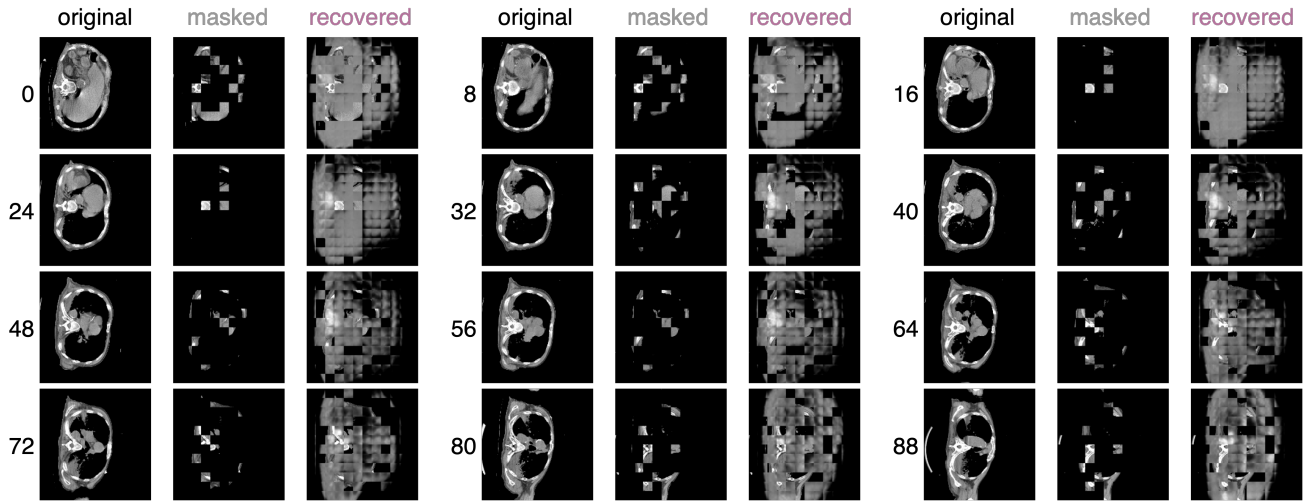 original masked recovered original masked recovered original masked recovered
0 8 16
24 32 40
48 56 64
72 80 88